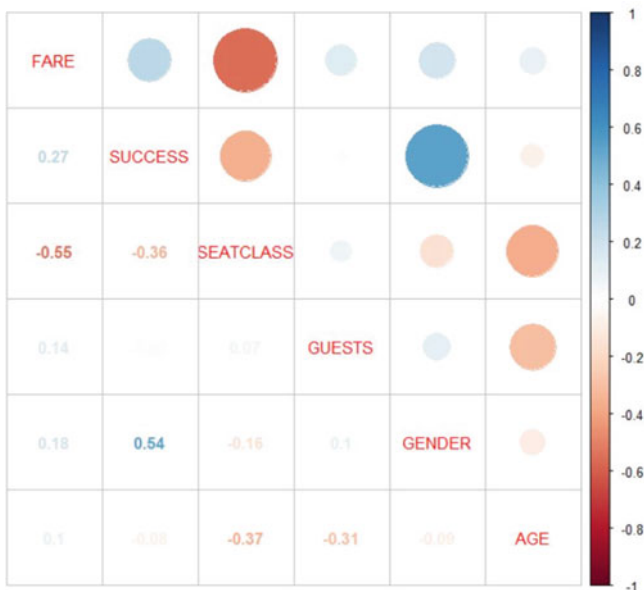 1
FARE
0.8
0.6
0.27 SUCCESS
0.4
-0.55 -0.36 SEATCLASS
0.2
0
0.14 0.07 GUESTS
-0.2
-0.4
0.18 0.54 -0.16 0.1 GENDER
-0.6
0.1 -0.08 -0.37 -0.31 -0.09 AGE
-0.8
-1